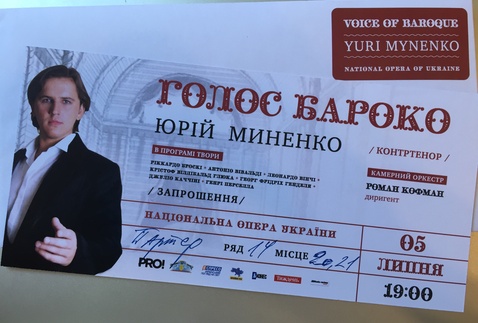 VOICE OF BAROQUE
YURI MYNENKO
NATIONAL OPERA OF UKRAINE
ГОЛОС БАРОКО
ЮРІЙ МИНЕНКО
/ КОНТРТЕНОР /
В ПРОГРАМІ ТВОРИ
РІККАРДО БРОСКІ • АНТОНІО ВІВАЛЬДІ • ЛЕОНАРДО ВІНЧІ •
КРІСТОФ ВІЛЛІБАЛЬД ГЛЮКА • ГЕОРГ ФРІДРІХ ГЕНДЕЛЯ •
ДЖУЛІО КАЧЧІНІ • ГЕНРІ ПЕРСЕЛЛА
КАМЕРНИЙ ОРКЕСТР
РОМАН КОФМАН
диригент
/ ЗАПРОШЕННЯ /
НАЦІОНАЛЬНА ОПЕРА УКРАЇНИ
Партер РЯД 14 МІСЦЕ 20,21
05
ЛИПНЯ
19:00
PRO!